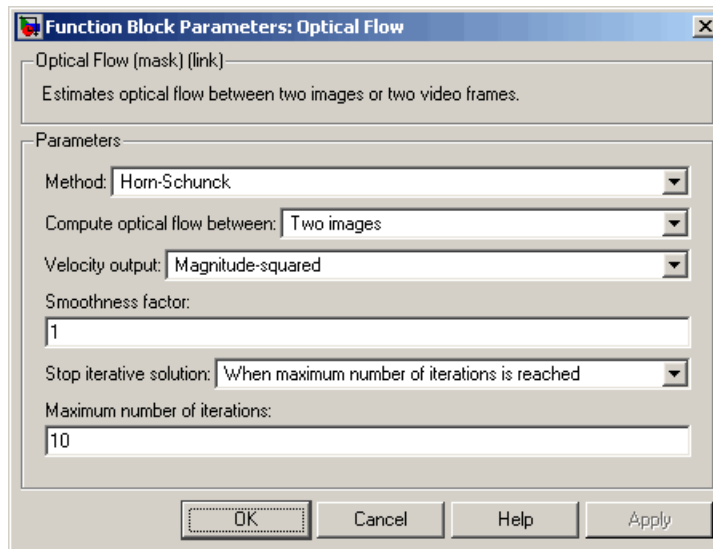 Function Block Parameters: Optical Flow
Optical Flow (mask) (link)
Estimates optical flow between two images or two video frames.
Parameters
Method: Horn-Schunck
Compute optical flow between: Two images
Velocity output: Magnitude-squared
Smoothness factor:
1
Stop iterative solution: When maximum number of iterations is reached
Maximum number of iterations:
10
OK Cancel Help Apply